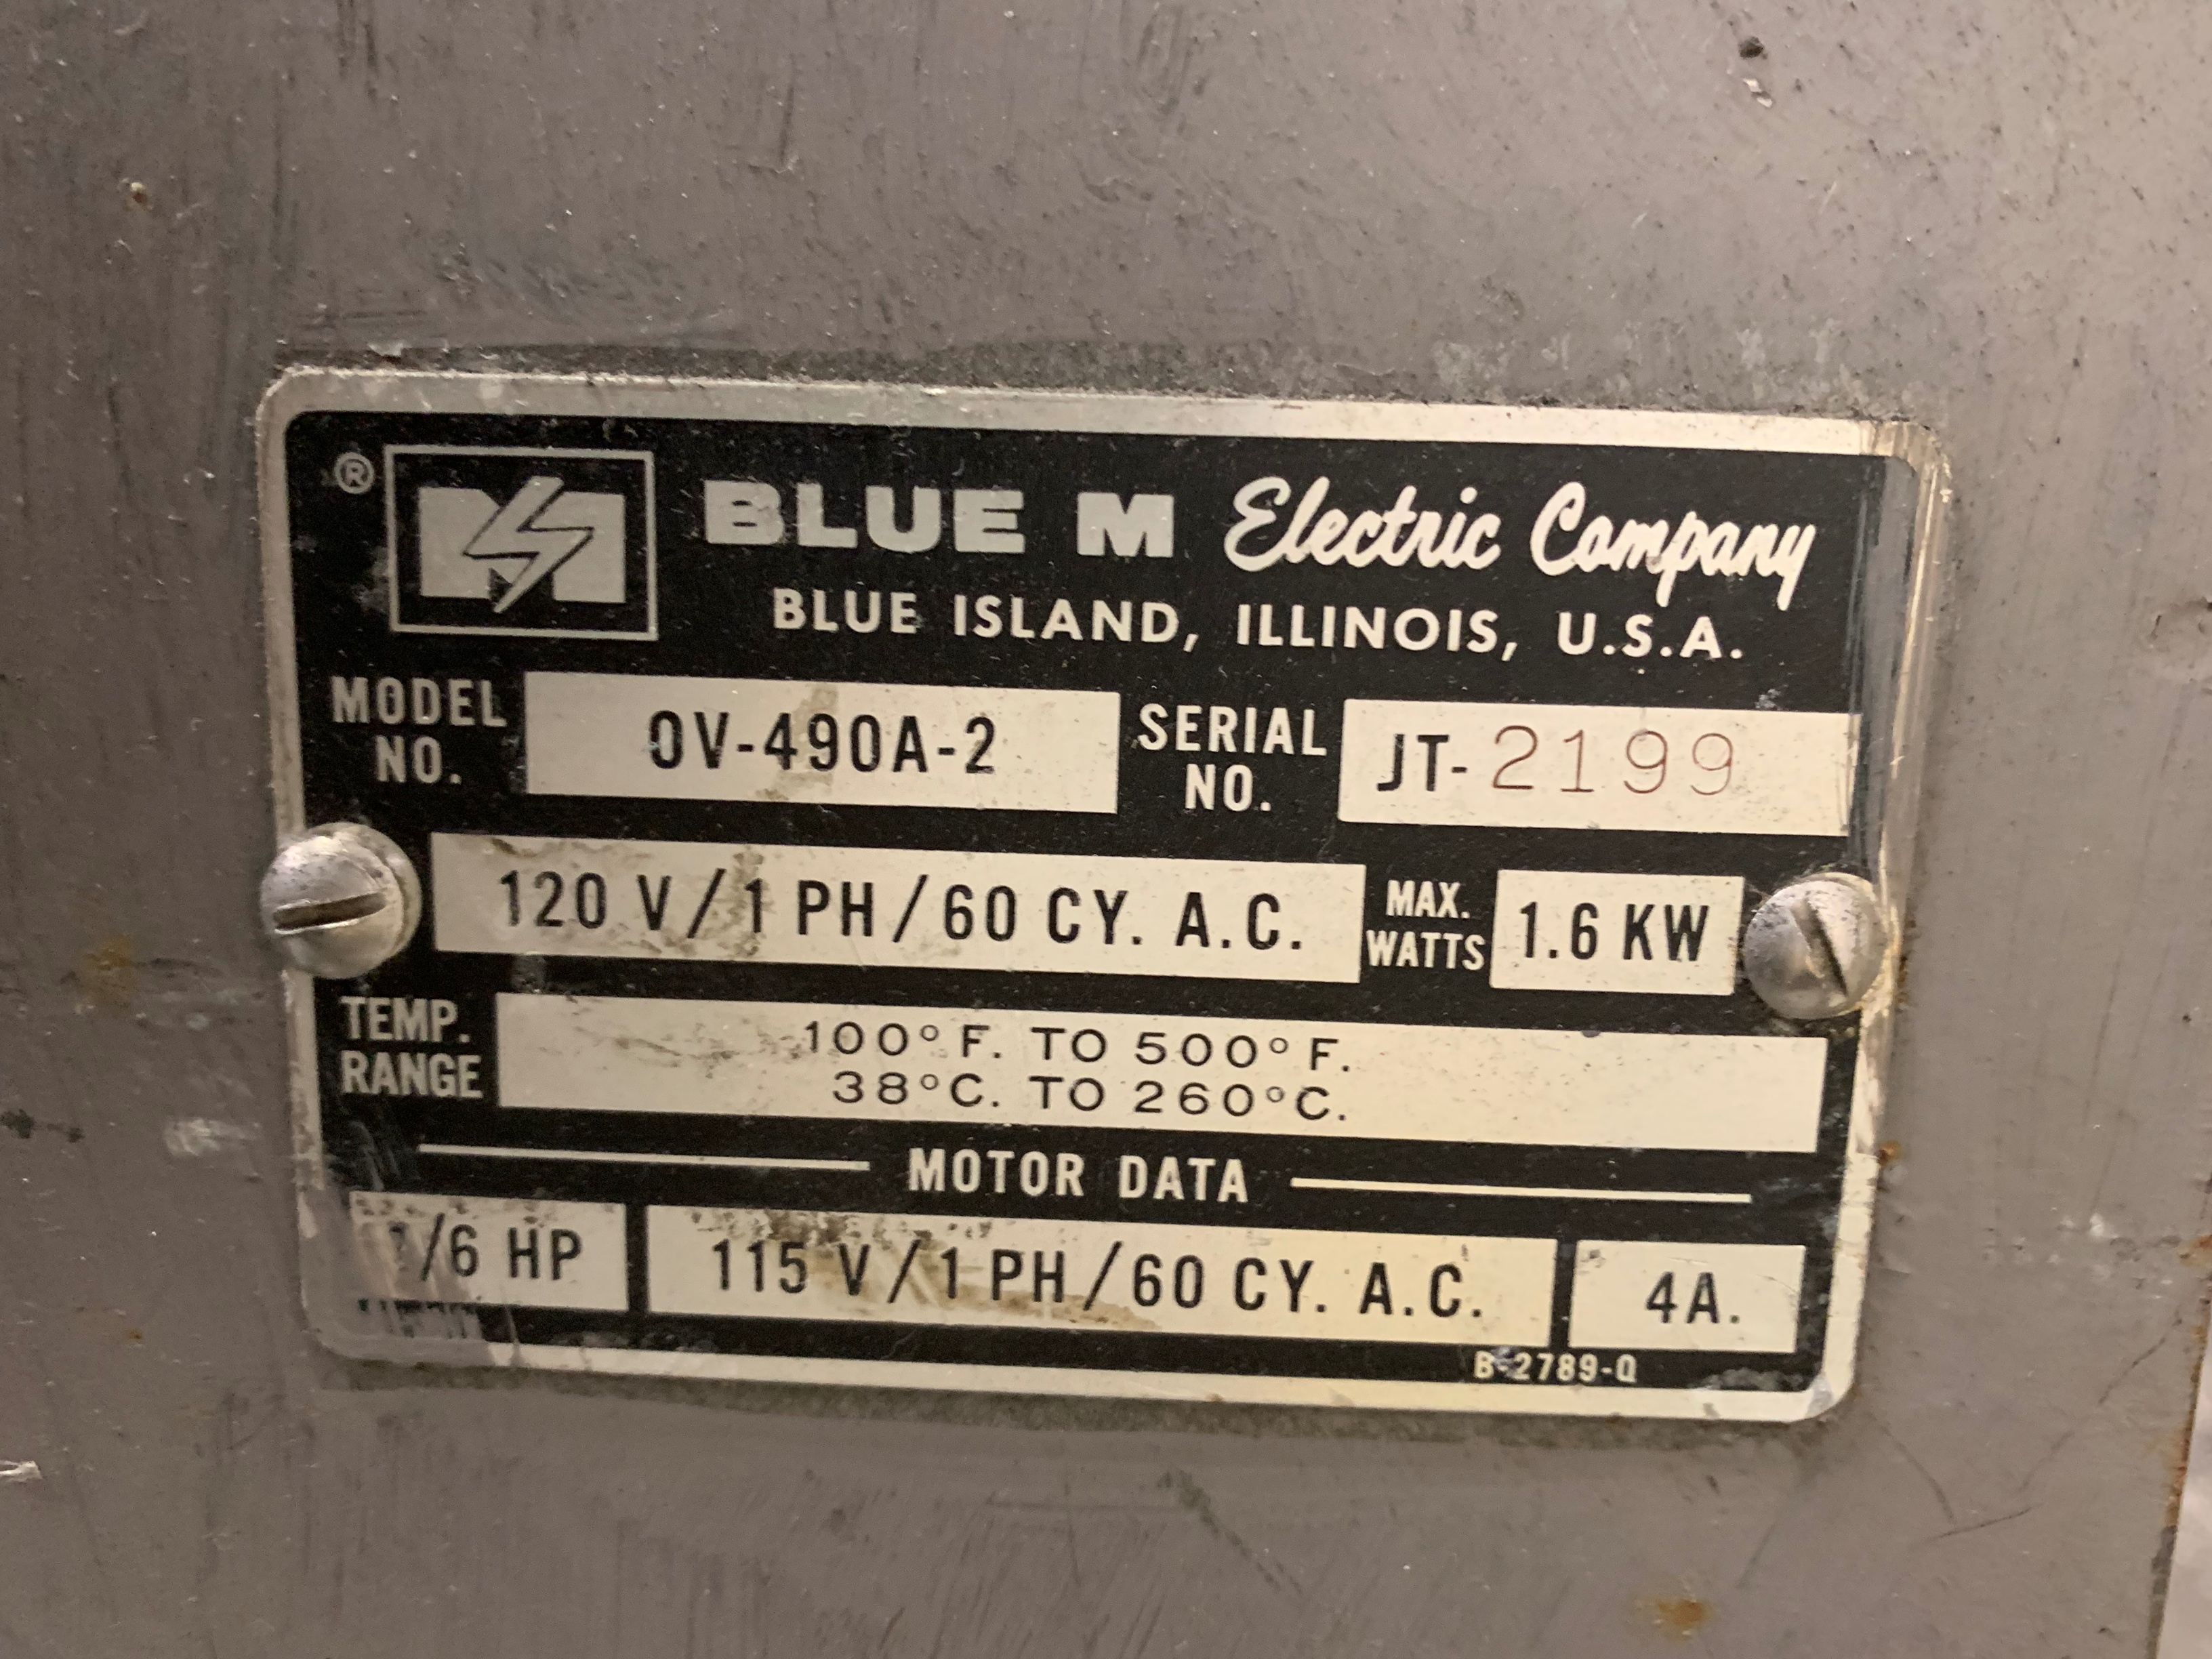 ® M BLUE M Electric Company
BLUE ISLAND, ILLINOIS, U.S.A.
MODEL NO. OV-490A-2 SERIAL NO. JT-2199
120 V/1 PH/60 CY. A.C. MAX. WATTS 1.6 KW
TEMP. RANGE 100° F. TO 500° F.
38°C. TO 260°C.
MOTOR DATA
1/6 HP 115 V/1 PH/60 CY. A.C. 4A.
B-2789-Q